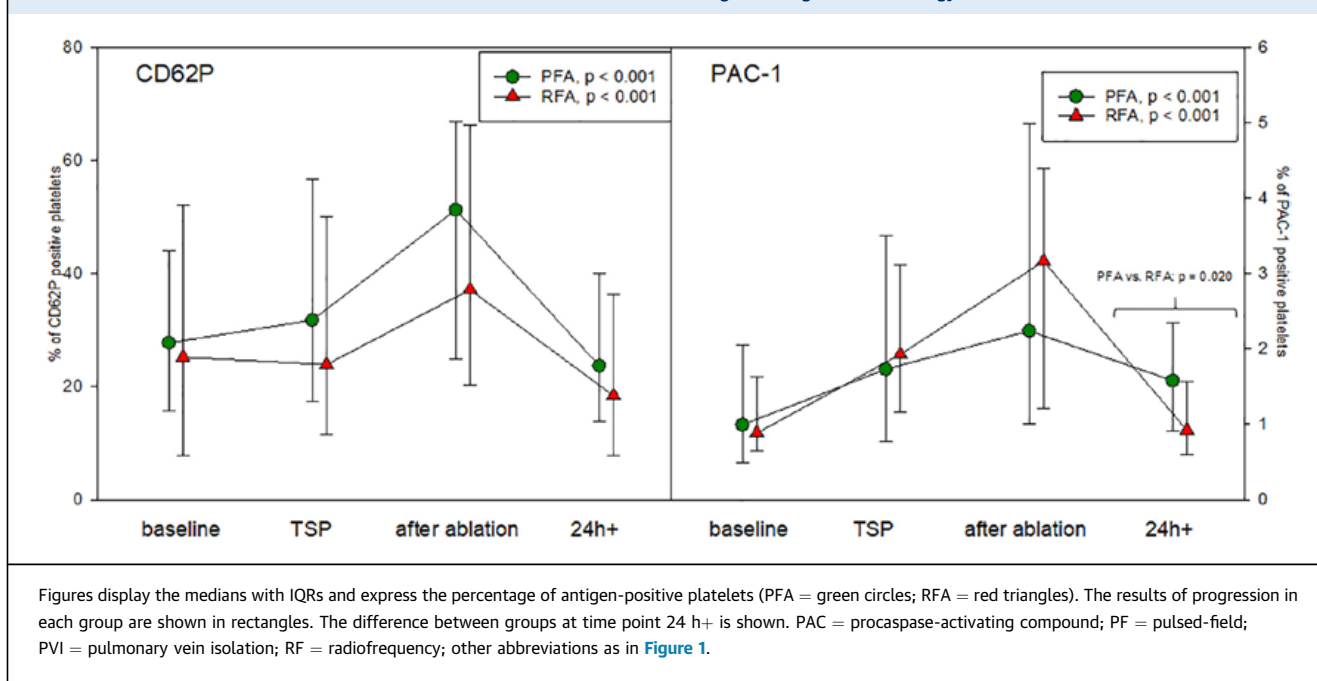 80
60
40
20
0
% of CD62P positive platelets
CD62P
PFA, p < 0.001
RFA, p < 0.001
baseline TSP after ablation 24h+
PAC-1
PFA, p < 0.001
RFA, p < 0.001
PFA vs. RFA: p = 0.020
baseline TSP after ablation 24h+
6
5
4
3
2
1
0
% of PAC-1 positive platelets
Figures display the medians with IQRs and express the percentage of antigen-positive platelets (PFA = green circles; RFA = red triangles). The results of progression in
each group are shown in rectangles. The difference between groups at time point 24 h+ is shown. PAC = procaspase-activating compound; PF = pulsed-field;
PVI = pulmonary vein isolation; RF = radiofrequency; other abbreviations as in Figure 1.